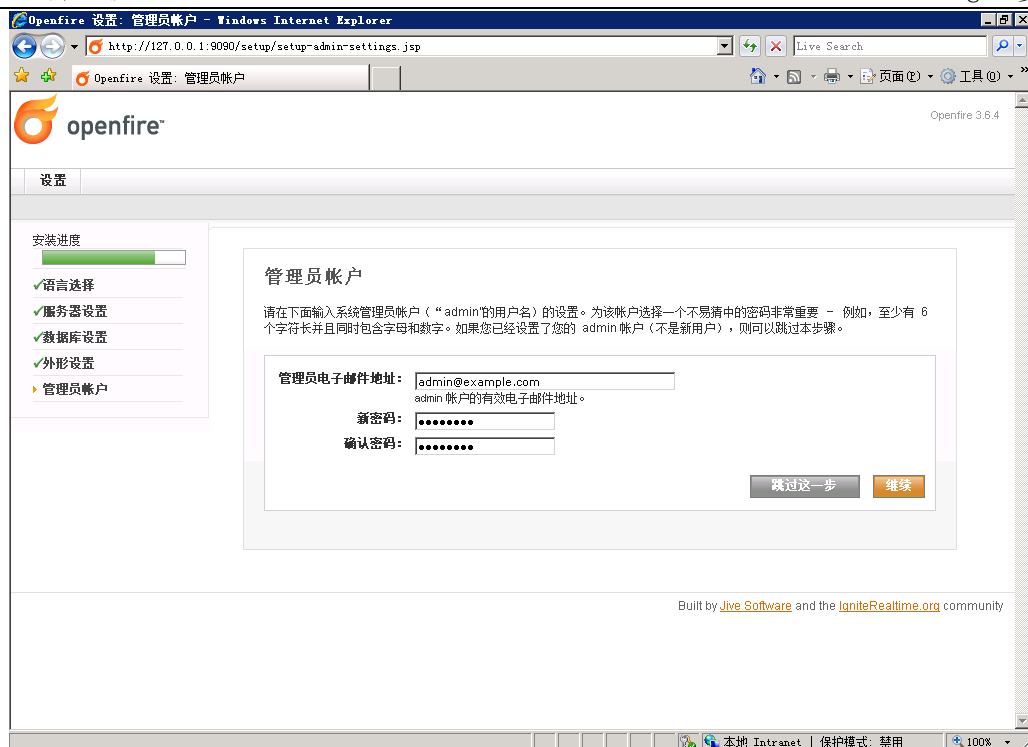 Openfire 设置: 管理员帐户 - Windows Internet Explorer
http://127.0.0.1:9090/setup/setup-admin-settings.jsp
Live Search
Openfire 设置: 管理员帐户
页面(P)
工具(O)
»
openfire™
Openfire 3.6.4
设置
安装进度
✓语言选择
✓服务器设置
✓数据库设置
✓外形设置
管理员帐户
管理员帐户
请在下面输入系统管理员帐户（“admin"的用户名）的设置。为该帐户选择一个不易猜中的密码非常重要 - 例如，至少有 6
个字符长并且同时包含字母和数字。如果您已经设置了您的 admin 帐户（不是新用户），则可以跳过本步骤。
管理员电子邮件地址: admin@example.com
admin 帐户的有效电子邮件地址。
新密码: ●●●●●●●●
确认密码: ●●●●●●●●
跳过这一步 继续
Built by Jive Software and the IgniteRealtime.org community
本地 Intranet | 保护模式: 禁用
100%